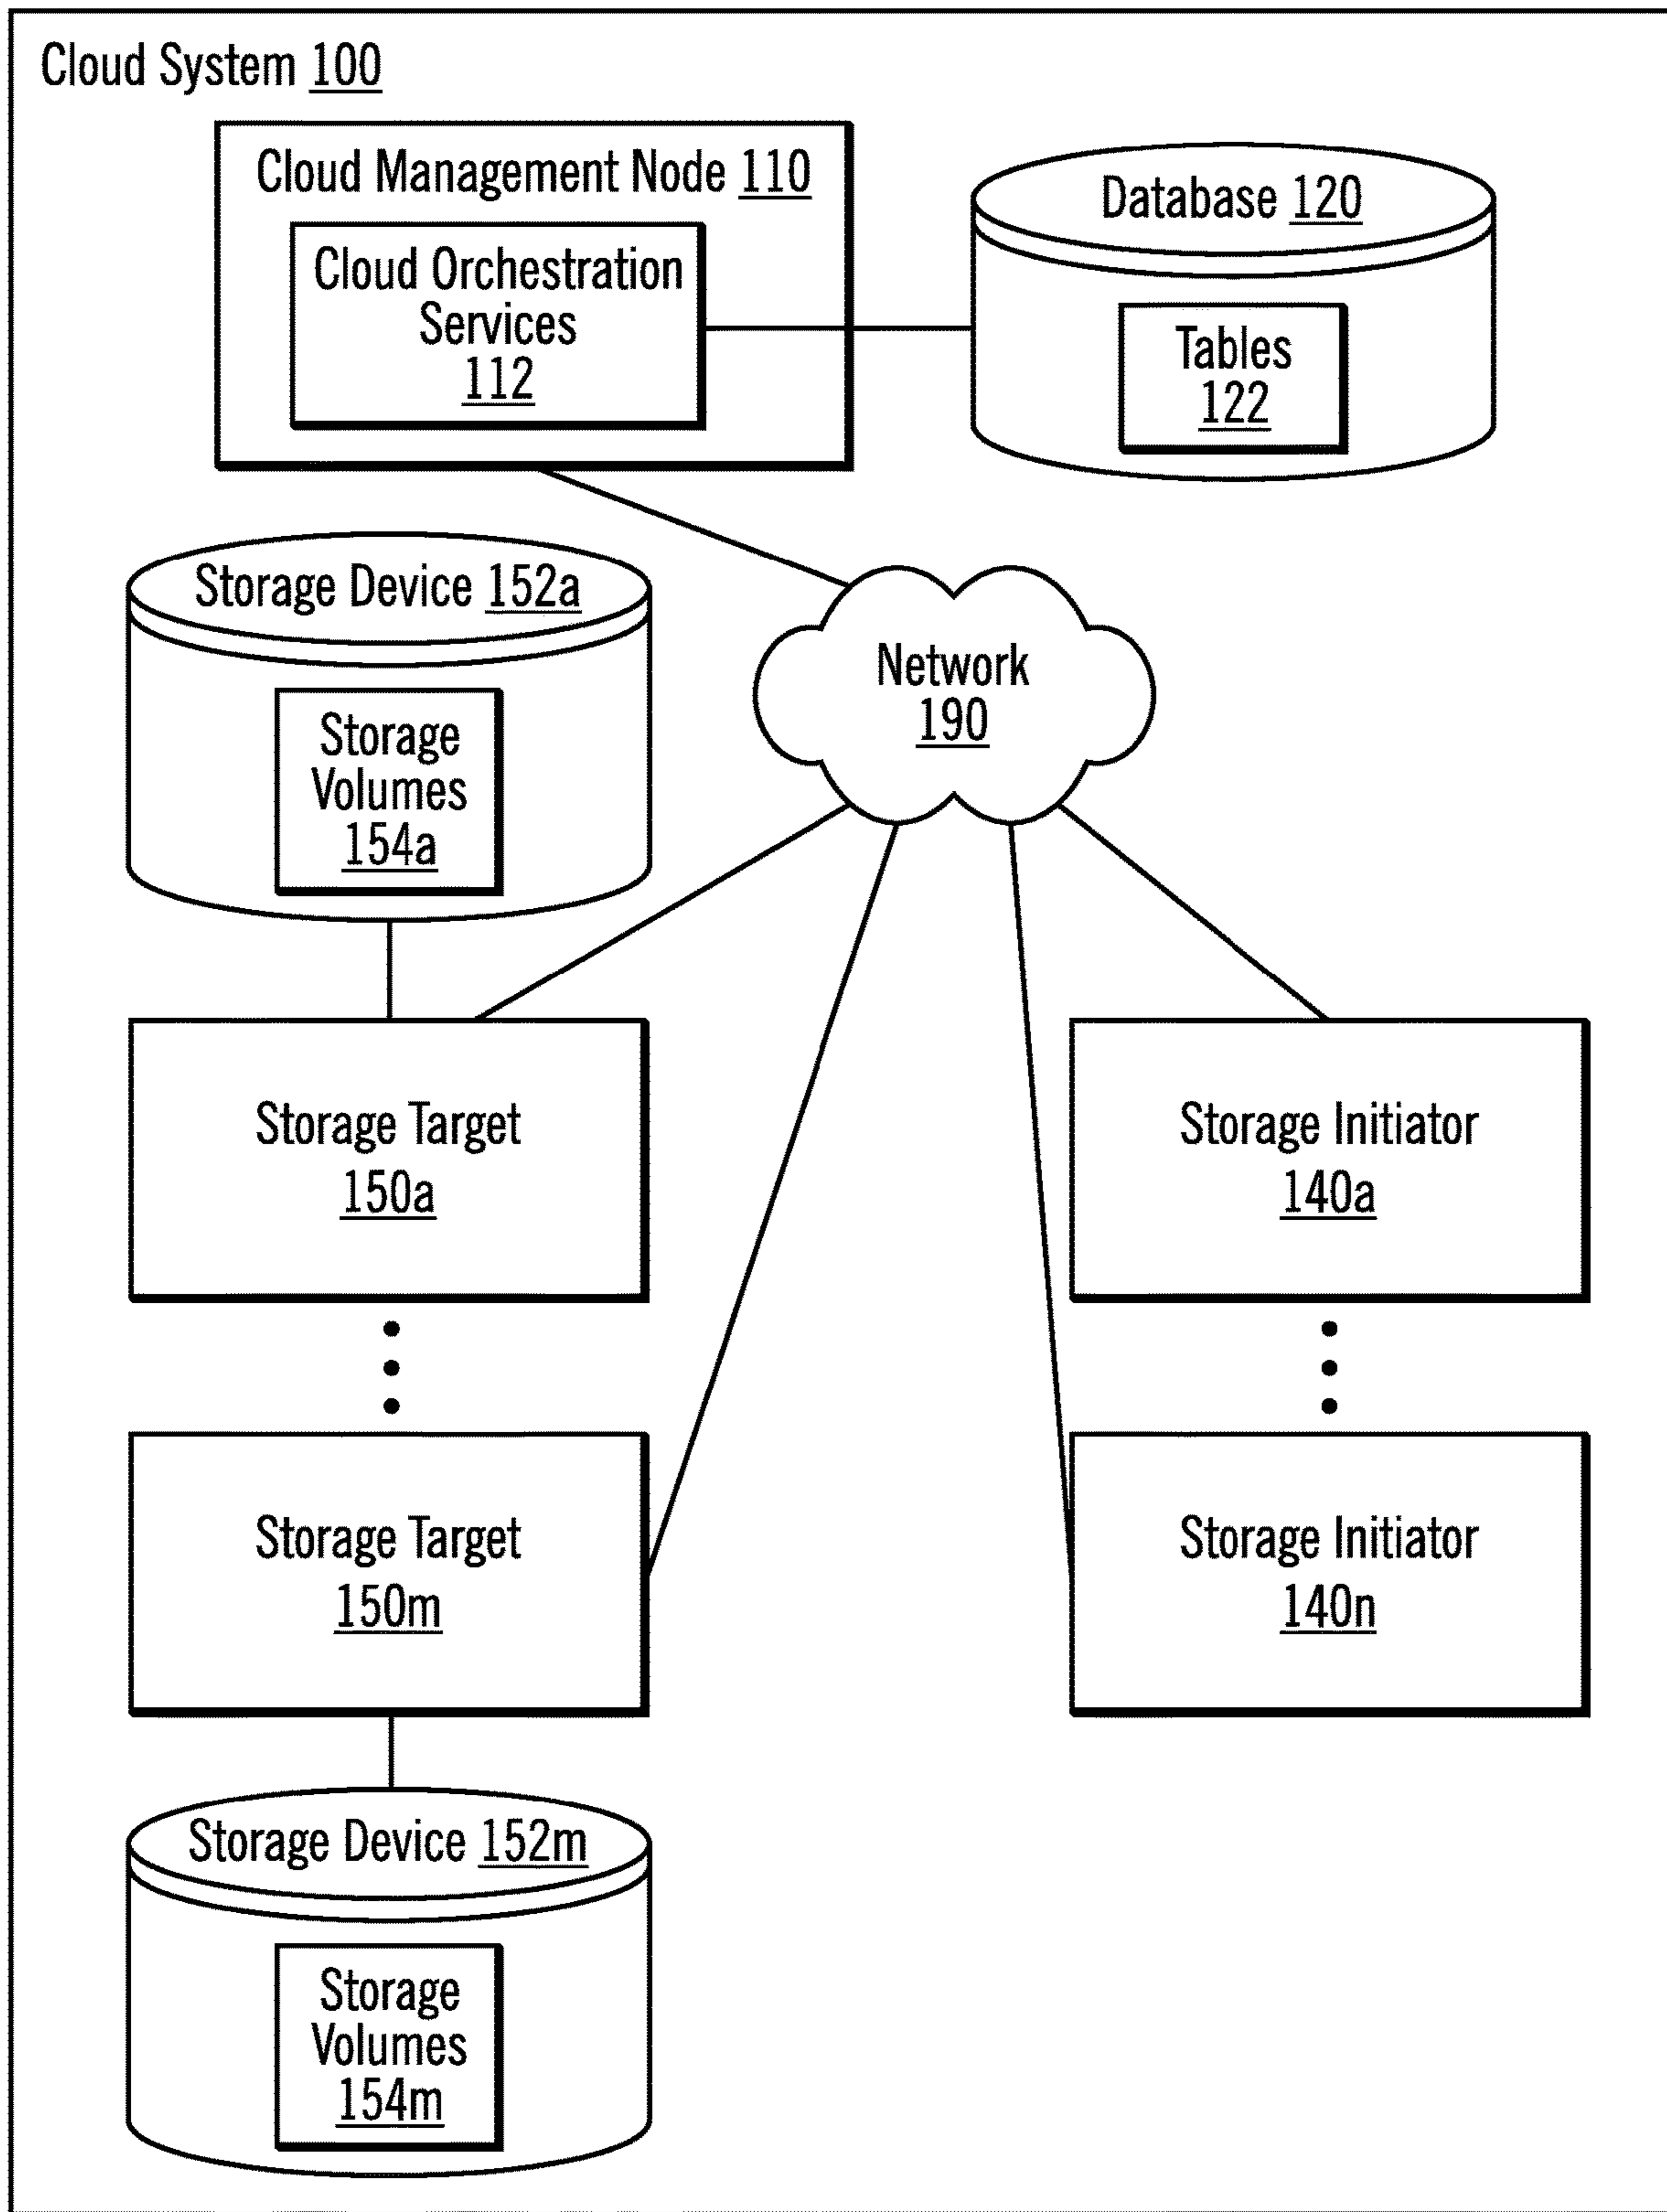 Cloud System 100
Cloud Management Node 110
Cloud Orchestration
Services
112
Database 120
Tables
122
Storage Device 152a
Storage
Volumes
154a
Network
190
Storage Target
150a
Storage Initiator
140a
Storage Target
150m
Storage Initiator
140n
Storage Device 152m
Storage
Volumes
154m